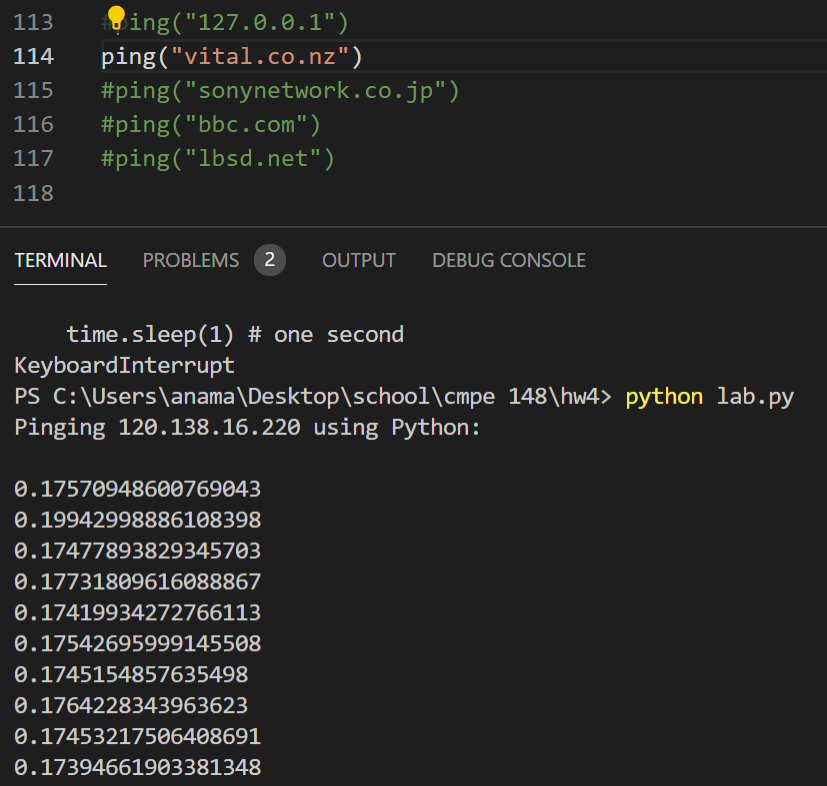 113 #ping("127.0.0.1")
114 ping("vital.co.nz")
115 #ping("sonynetwork.co.jp")
116 #ping("bbc.com")
117 #ping("lbsd.net")
118
TERMINAL PROBLEMS 2 OUTPUT DEBUG CONSOLE
time.sleep(1) # one second
KeyboardInterrupt
PS C:\Users\anama\Desktop\school\cmpe 148\hw4> python lab.py
Pinging 120.138.16.220 using Python:
0.17570948600769043
0.19942998886108398
0.17477893829345703
0.17731809616088867
0.17419934272766113
0.17542695999145508
0.1745154857635498
0.1764228343963623
0.17453217506408691
0.17394661903381348